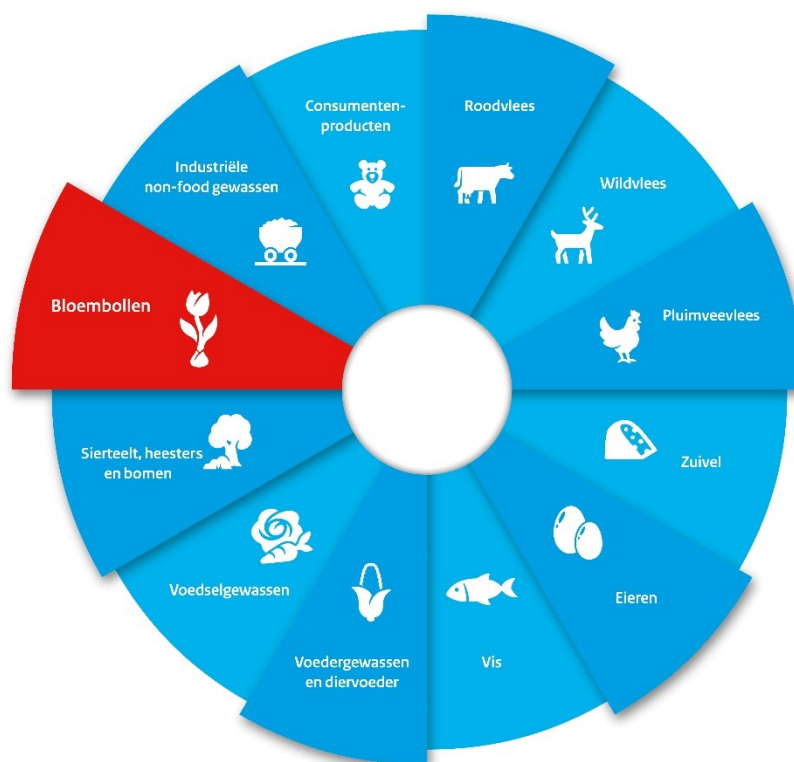 Consumenten-
producten
Roodvlees
Industriële
non-food gewassen
Wildvlees
Bloembollen
Pluimveevlees
Sierteelt, heesters
en bomen
Zuivel
Voedselgewassen
Eieren
Voedergewassen
en diervoeder
Vis